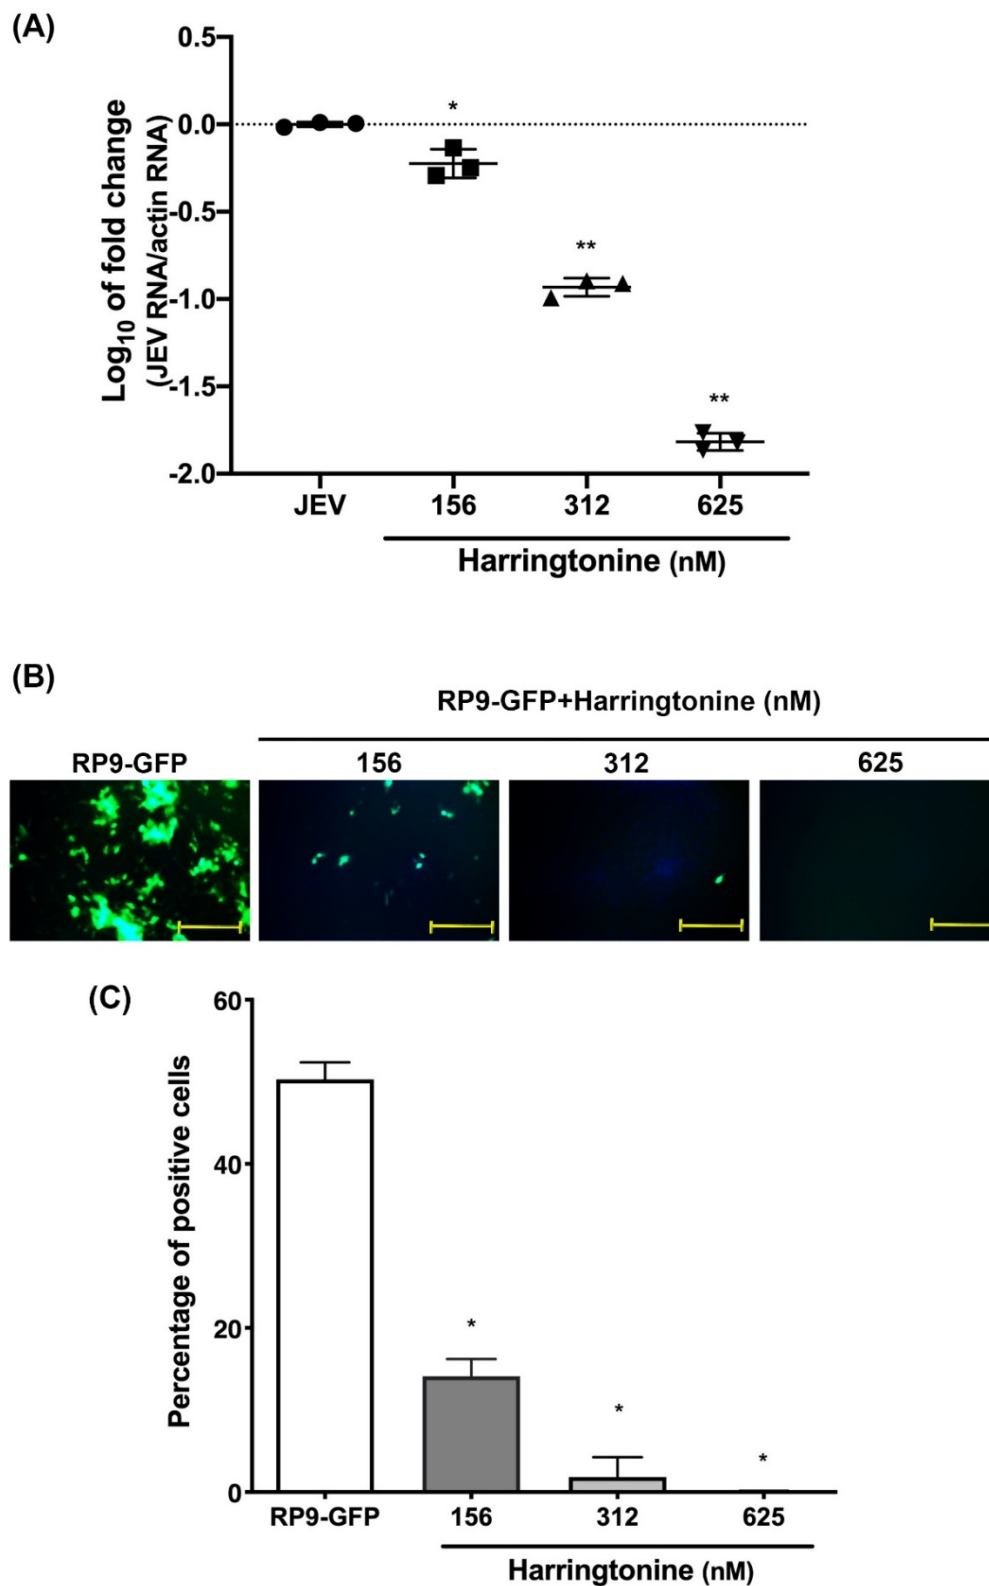 (A)
Log10 of fold change
(JEV RNA/actin RNA)
0.5
0.0
-0.5
-1.0
-1.5
-2.0
*
**
**
JEV 156 312 625
Harringtonine (nM)
(B)
RP9-GFP+Harringtonine (nM)
RP9-GFP 156 312 625
(C)
Percentage of positive cells
60
40
20
0
*
*
*
RP9-GFP 156 312 625
Harringtonine (nM)